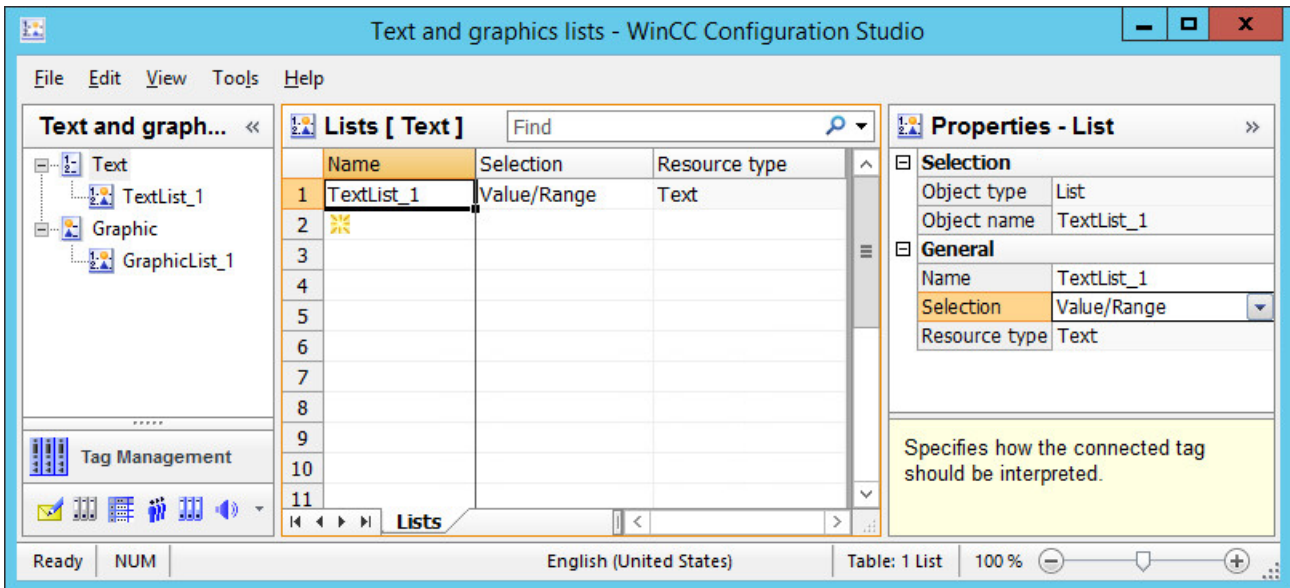 Text and graphics lists - WinCC Configuration Studio
File Edit View Tools Help
Text and graph... «
Text
TextList_1
Graphic
GraphicList_1
Tag Management
Lists [ Text ] Find
Name Selection Resource type
1 TextList_1 Value/Range Text
2
3
4
5
6
7
8
9
10
11
Lists
Properties - List »
Selection
Object type List
Object name TextList_1
General
Name TextList_1
Selection Value/Range
Resource type Text
Specifies how the connected tag
should be interpreted.
Ready NUM English (United States) Table: 1 List 100 %